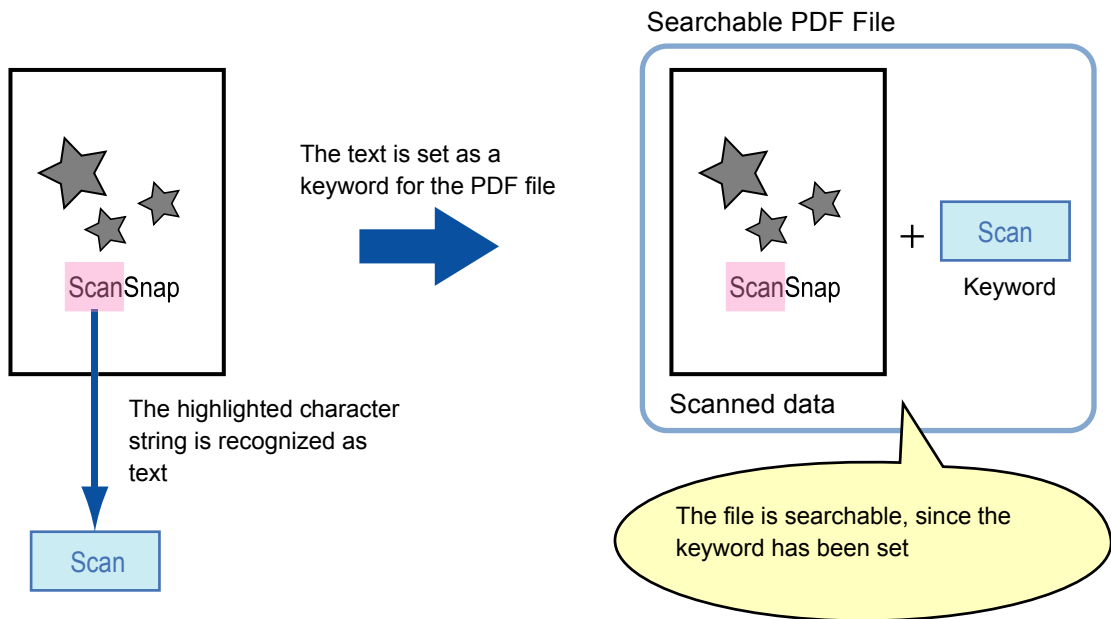 Searchable PDF File
The text is set as a
keyword for the PDF file
ScanSnap
The highlighted character
string is recognized as
text
Scan
ScanSnap
+
Scan
Keyword
Scanned data
The file is searchable, since the
keyword has been set